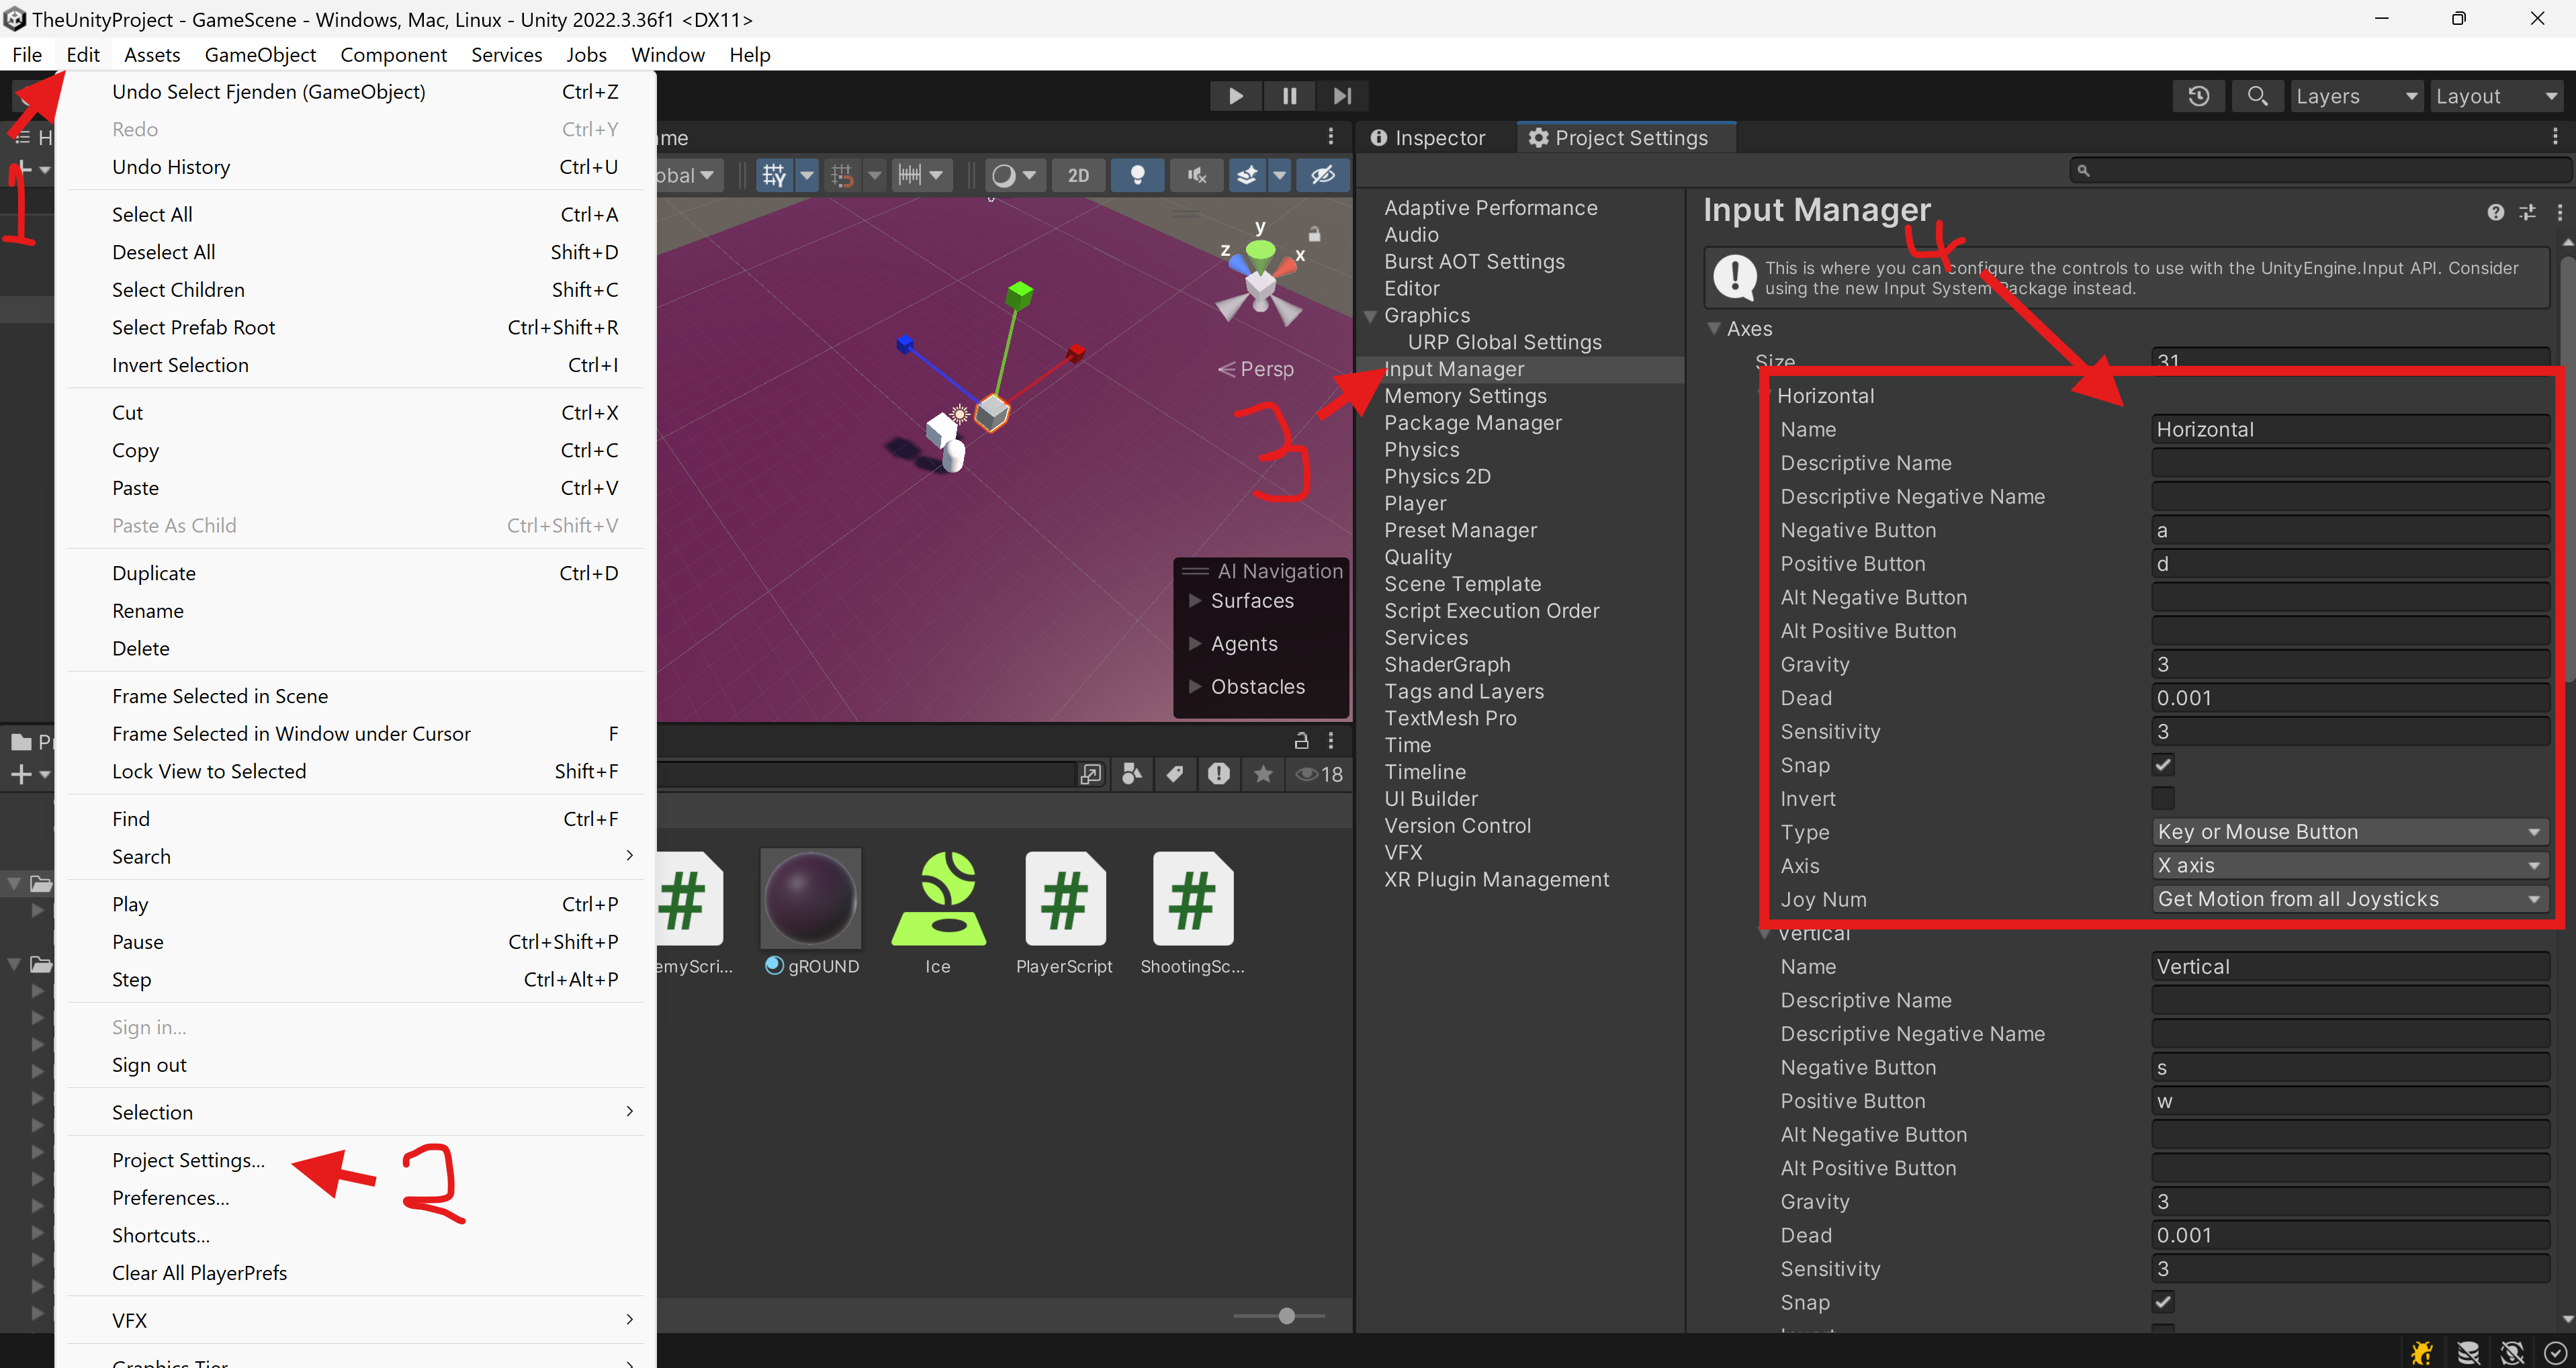 TheUnityProject - GameScene - Windows, Mac, Linux - Unity 2022.3.36f1 <DX11>
File Edit Assets GameObject Component Services Jobs Window Help
Undo Select Fjenden (GameObject) Ctrl+Z
Redo Ctrl+Y
Undo History Ctrl+U
Select All Ctrl+A
Deselect All Shift+D
Select Children Shift+C
Select Prefab Root Ctrl+Shift+R
Invert Selection Ctrl+I
Cut Ctrl+X
Copy Ctrl+C
Paste Ctrl+V
Paste As Child Ctrl+Shift+V
Duplicate Ctrl+D
Rename
Delete
Frame Selected in Scene
Frame Selected in Window under Cursor F
Lock View to Selected Shift+F
Find Ctrl+F
Search
Play Ctrl+P
Pause Ctrl+Shift+P
Step Ctrl+Alt+P
Sign in...
Sign out
Selection
Project Settings...
Preferences...
Shortcuts...
Clear All PlayerPrefs
VFX
1
2
3
4
Layers Layout
H
me
obal
2D
y
z
x
Persp
AI Navigation
Surfaces
Agents
Obstacles
Pr
18
emyScri...
gROUND
Ice
PlayerScript
ShootingSc...
Inspector
Project Settings
Adaptive Performance
Audio
Burst AOT Settings
Editor
Graphics
URP Global Settings
Input Manager
Memory Settings
Package Manager
Physics
Physics 2D
Player
Preset Manager
Quality
Scene Template
Script Execution Order
Services
ShaderGraph
Tags and Layers
TextMesh Pro
Time
Timeline
UI Builder
Version Control
VFX
XR Plugin Management
Input Manager
This is where you can configure the controls to use with the UnityEngine.Input API. Consider
using the new Input System Package instead.
Axes
Size 31
Horizontal
Name Horizontal
Descriptive Name
Descriptive Negative Name
Negative Button a
Positive Button d
Alt Negative Button
Alt Positive Button
Gravity 3
Dead 0.001
Sensitivity 3
Snap
Invert
Type Key or Mouse Button
Axis X axis
Joy Num Get Motion from all Joysticks
Vertical
Name Vertical
Descriptive Name
Descriptive Negative Name
Negative Button s
Positive Button w
Alt Negative Button
Alt Positive Button
Gravity 3
Dead 0.001
Sensitivity 3
Snap